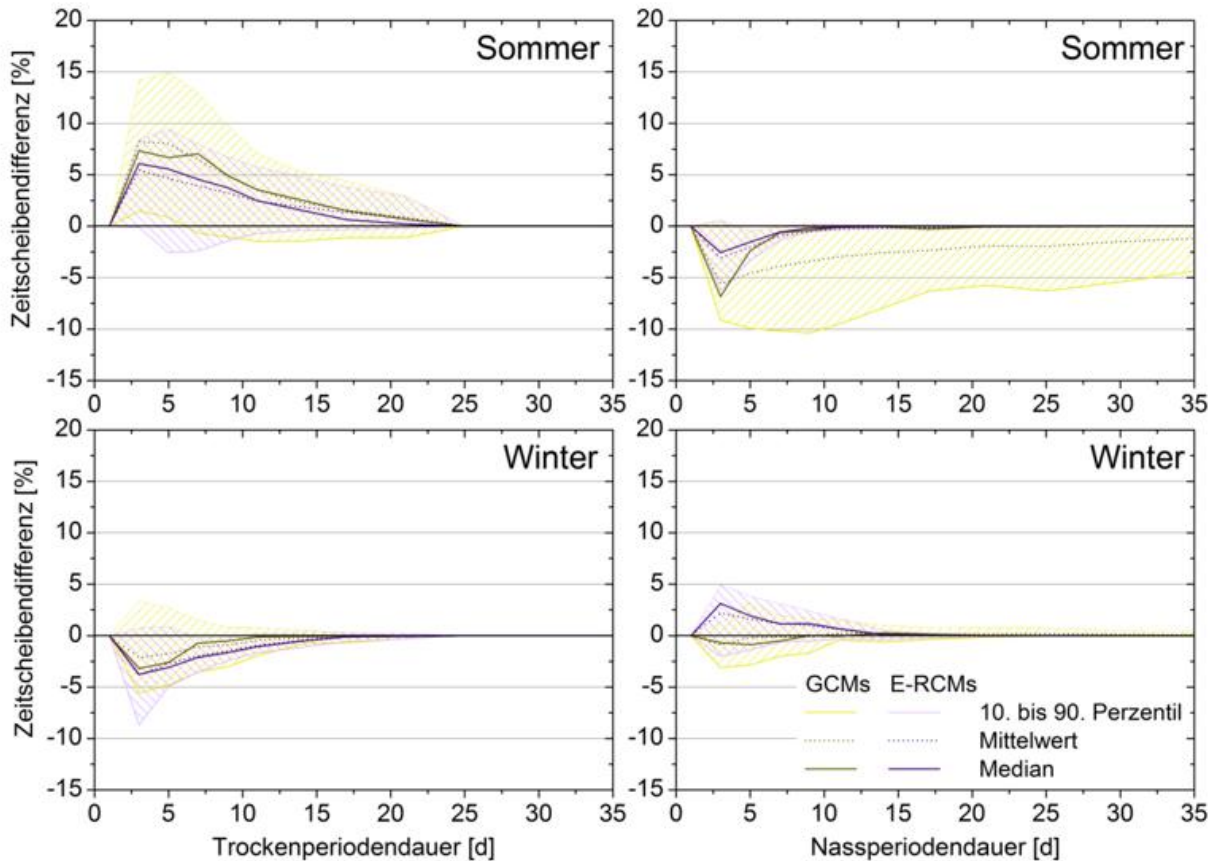 Zeitscheibendifferenz [%]
20
15
10
5
0
-5
-10
-15
Sommer
0 5 10 15 20 25 30 35
20
15
10
5
0
-5
-10
-15
Sommer
0 5 10 15 20 25 30 35
Zeitscheibendifferenz [%]
20
15
10
5
0
-5
-10
-15
Winter
0 5 10 15 20 25 30 35
Trockenperiodendauer [d]
20
15
10
5
0
-5
-10
-15
Winter
GCMs E-RCMs
10. bis 90. Perzentil
Mittelwert
Median
0 5 10 15 20 25 30 35
Nassperiodendauer [d]